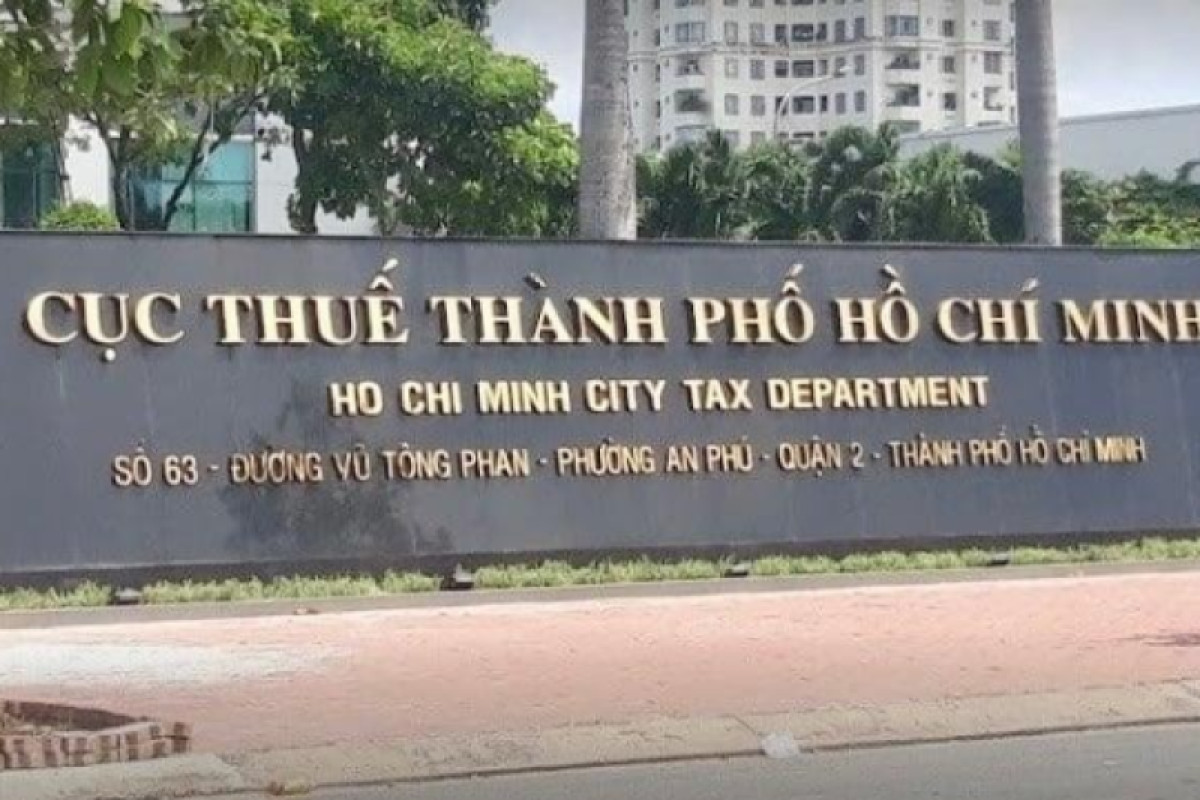 CỤC THUẾ THÀNH PHỐ HỒ CHÍ MINH
HO CHI MINH CITY TAX DEPARTMENT
SỐ 63 - ĐƯỜNG VŨ TÔNG PHAN - PHƯỜNG AN PHÚ - QUẬN 2 - THÀNH PHỐ HỒ CHÍ MINH